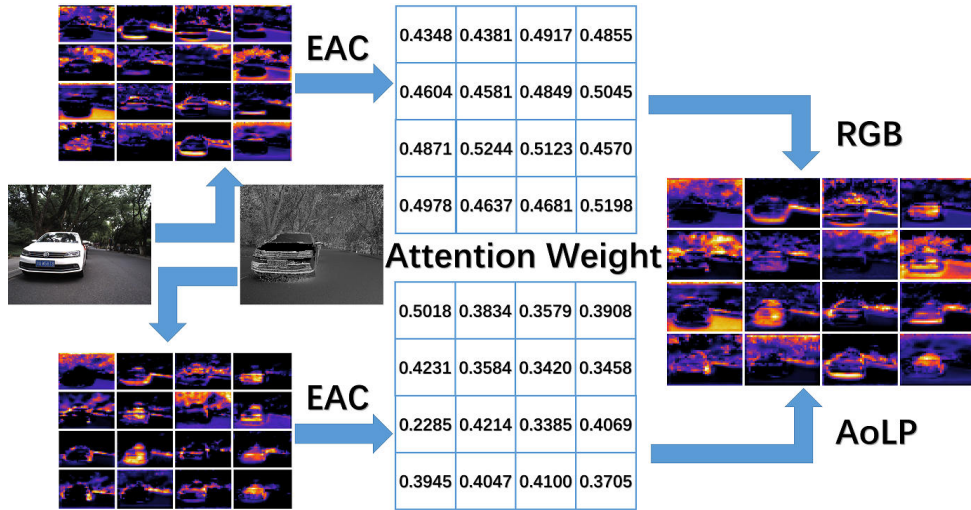 EAC
0.4348 0.4381 0.4917 0.4855
0.4604 0.4581 0.4849 0.5045
0.4871 0.5244 0.5123 0.4570
0.4978 0.4637 0.4681 0.5198
RGB
Attention Weight
EAC
0.5018 0.3834 0.3579 0.3908
0.4231 0.3584 0.3420 0.3458
0.2285 0.4214 0.3385 0.4069
0.3945 0.4047 0.4100 0.3705
AoLP